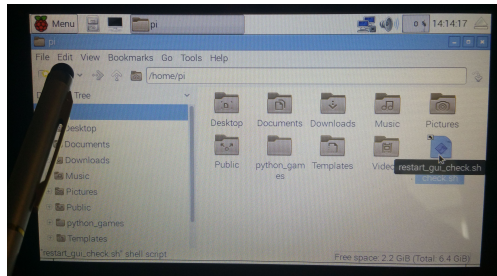 Menu pi 0 % 14:14:17
pi
File Edit View Bookmarks Go Tools Help
/home/pi
Tree
Desktop
Documents
Downloads
Music
Pictures
Public
python_games
Templates
Desktop Documents Downloads Music Pictures
Public python_gam Templates
es
restart_gui_check.sh
check.sh
"restart_gui_check.sh" shell script Free space: 2.2 GiB (Total: 6.4 GiB)